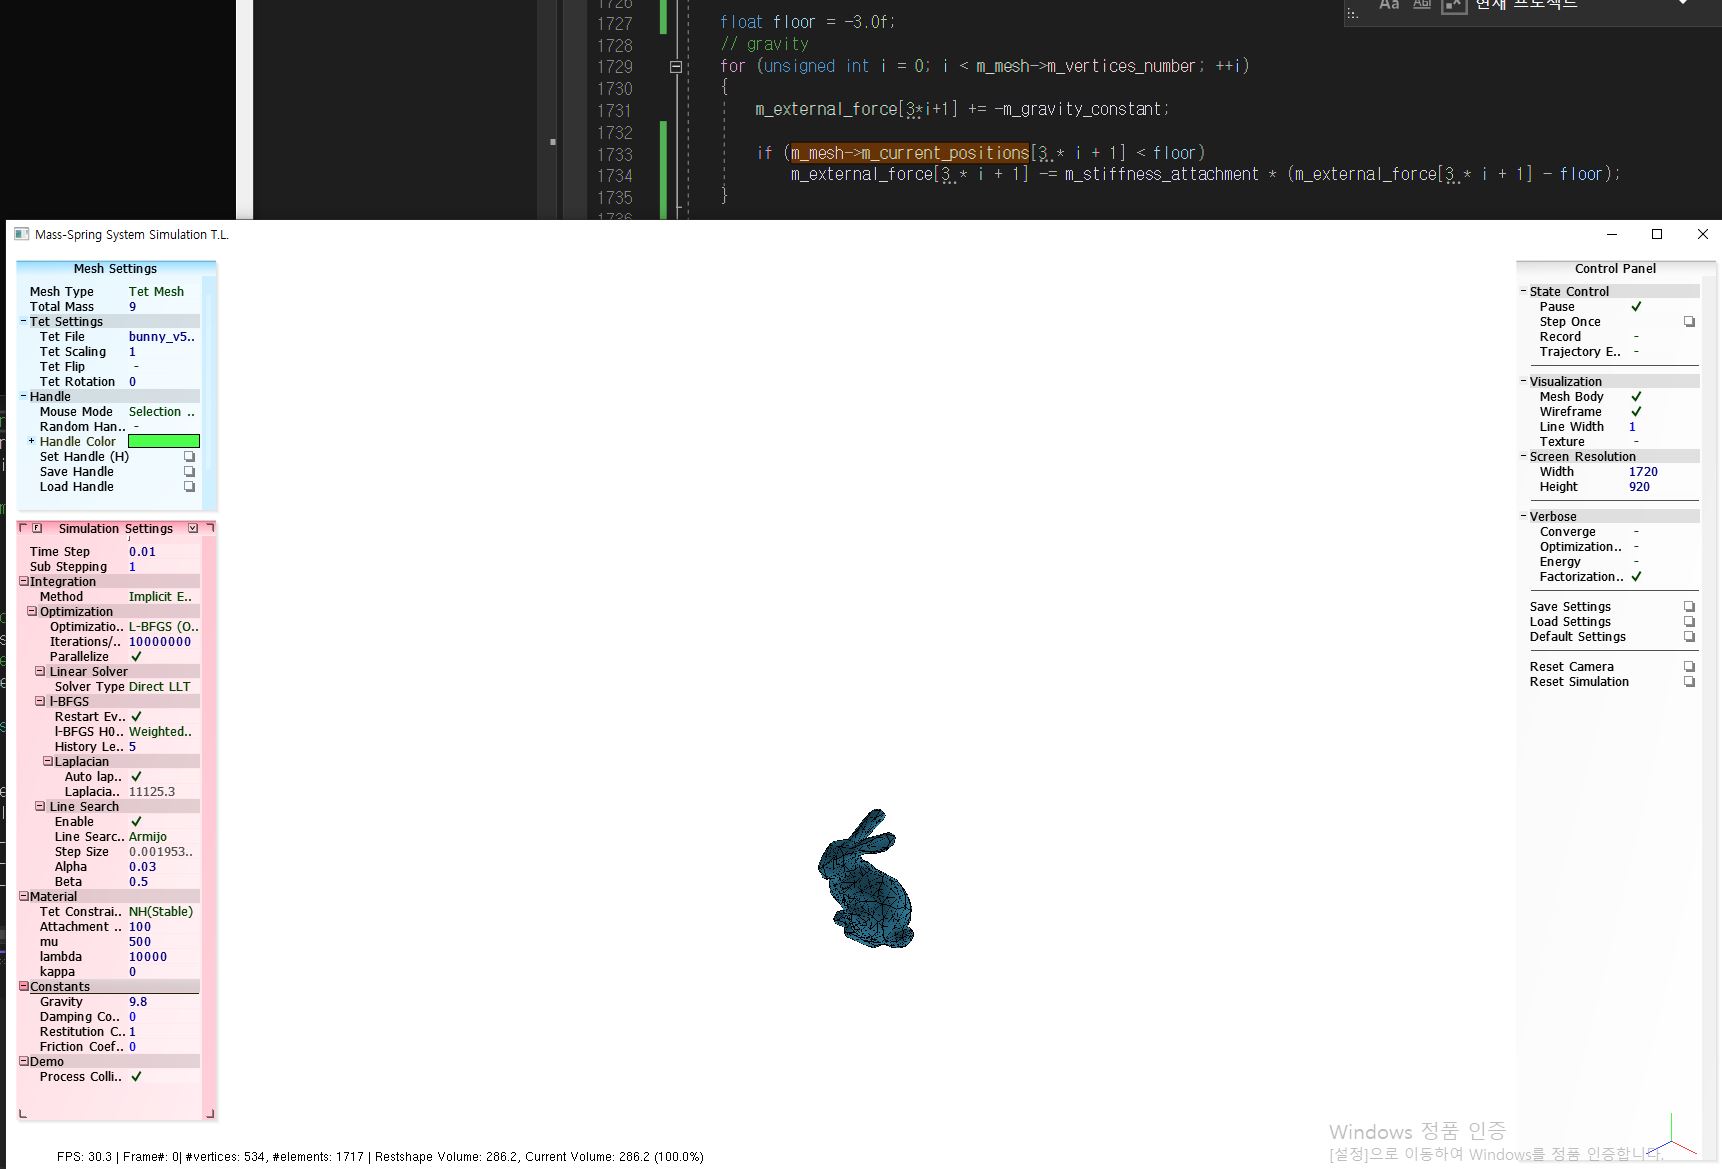 1726
1727 float floor = -3.0f;
1728 // gravity
1729 for (unsigned int i = 0; i < m_mesh->m_vertices_number; ++i)
1730 {
1731 m_external_force[3*i+1] += -m_gravity_constant;
1732
1733 if (m_mesh->m_current_positions[3 * i + 1] < floor)
1734 m_external_force[3 * i + 1] -= m_stiffness_attachment * (m_external_force[3 * i + 1] - floor);
1735 }
1736
Aa Abl 현재 프로젝트
Mass-Spring System Simulation T.L.
Mesh Settings
Mesh Type Tet Mesh
Total Mass 9
Tet Settings
Tet File bunny_v5..
Tet Scaling 1
Tet Flip -
Tet Rotation 0
Handle
Mouse Mode Selection ..
Random Han.. -
Handle Color
Set Handle (H)
Save Handle
Load Handle
Simulation Settings
Time Step 0.01
Sub Stepping 1
Integration
Method Implicit E..
Optimization
Optimizatio.. L-BFGS (O..
Iterations/.. 10000000
Parallelize
Linear Solver
Solver Type Direct LLT
l-BFGS
Restart Ev..
l-BFGS H0.. Weighted..
History Le.. 5
Laplacian
Auto lap..
Laplacia.. 11125.3
Line Search
Enable
Line Searc.. Armijo
Step Size 0.001953..
Alpha 0.03
Beta 0.5
Material
Tet Constrai.. NH(Stable)
Attachment .. 100
mu 500
lambda 10000
kappa 0
Constants
Gravity 9.8
Damping Co.. 0
Restitution C.. 1
Friction Coef.. 0
Demo
Process Colli..
Control Panel
State Control
Pause
Step Once
Record -
Trajectory E.. -
Visualization
Mesh Body
Wireframe
Line Width 1
Texture -
Screen Resolution
Width 1720
Height 920
Verbose
Converge -
Optimization.. -
Energy -
Factorization..
Save Settings
Load Settings
Default Settings
Reset Camera
Reset Simulation
Windows 정품 인증
[설정]으로 이동하여 Windows를 정품 인증합니다.
FPS: 30.3 | Frame#: 0| #vertices: 534, #elements: 1717 | Restshape Volume: 286.2, Current Volume: 286.2 (100.0%)